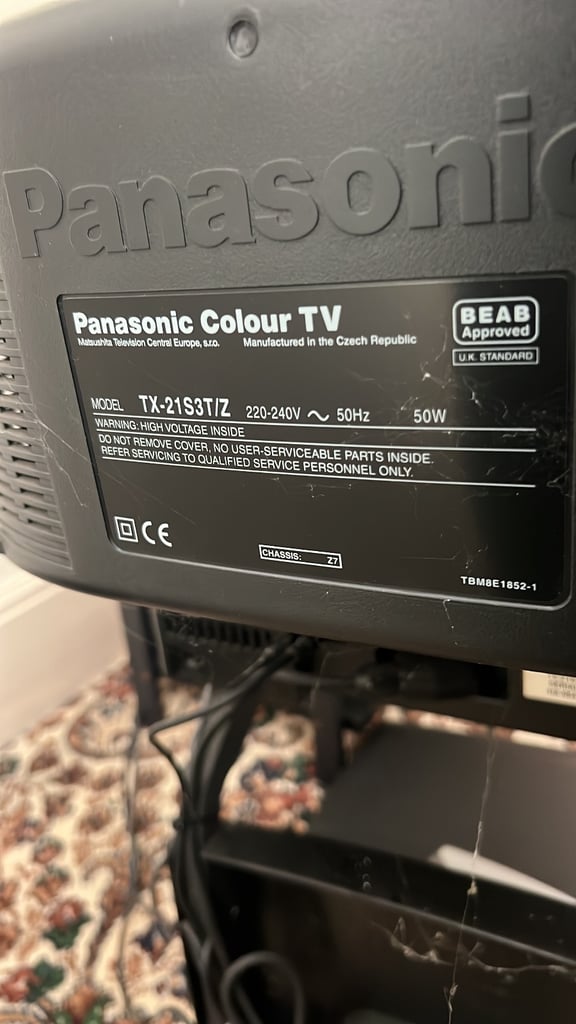 Panasonic
Panasonic Colour TV
Matsushita Television Central Europe, s.r.o. Manufactured in the Czech Republic
BEAB
Approved
U.K. STANDARD
MODEL TX-21S3T/Z 220-240V ~ 50Hz 50W
WARNING: HIGH VOLTAGE INSIDE
DO NOT REMOVE COVER, NO USER-SERVICEABLE PARTS INSIDE.
REFER SERVICING TO QUALIFIED SERVICE PERSONNEL ONLY.
CE
CHASSIS: Z7
TBM8E1852-1